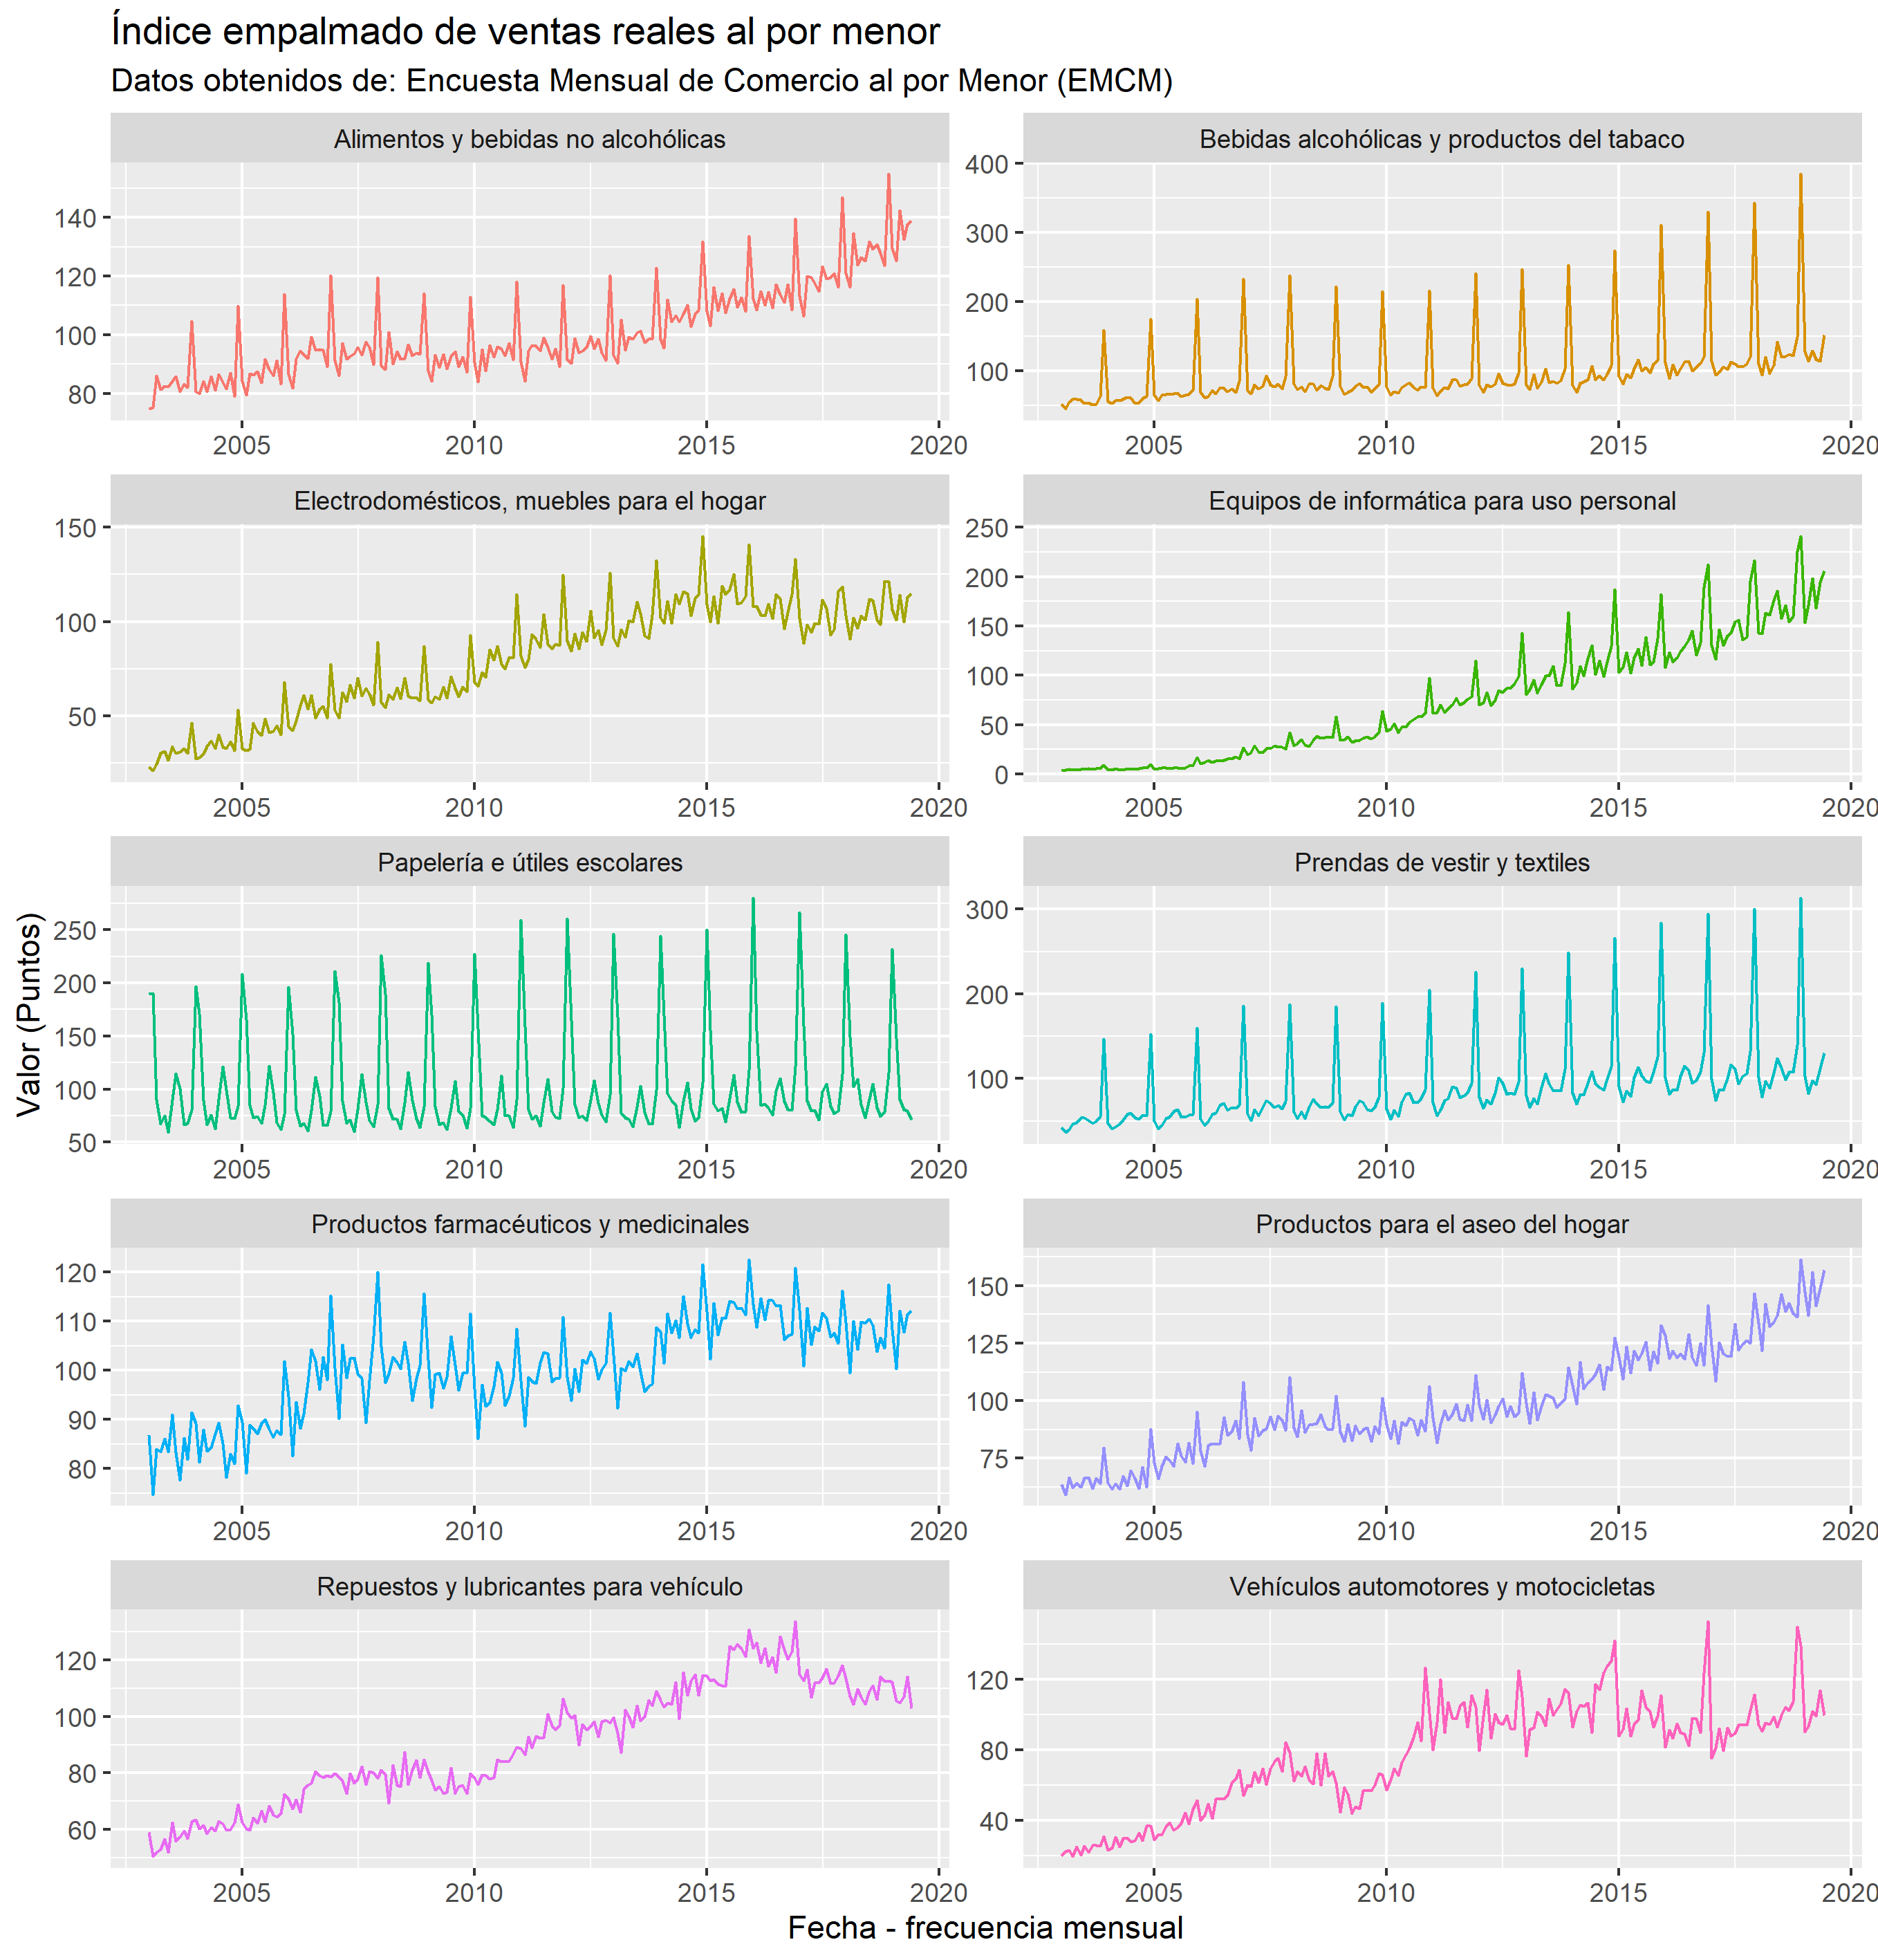 Índice empalmado de ventas reales al por menor
Datos obtenidos de: Encuesta Mensual de Comercio al por Menor (EMCM)
Valor (Puntos)
Alimentos y bebidas no alcohólicas
140
120
100
80
2005 2010 2015 2020
Bebidas alcohólicas y productos del tabaco
400
300
200
100
2005 2010 2015 2020
Electrodomésticos, muebles para el hogar
150
100
50
2005 2010 2015 2020
Equipos de informática para uso personal
250
200
150
100
50
0
2005 2010 2015 2020
Papelería e útiles escolares
250
200
150
100
50
2005 2010 2015 2020
Prendas de vestir y textiles
300
200
100
2005 2010 2015 2020
Productos farmacéuticos y medicinales
120
110
100
90
80
2005 2010 2015 2020
Productos para el aseo del hogar
150
125
100
75
2005 2010 2015 2020
Repuestos y lubricantes para vehículo
120
100
80
60
2005 2010 2015 2020
Vehículos automotores y motocicletas
120
80
40
2005 2010 2015 2020
Fecha - frecuencia mensual